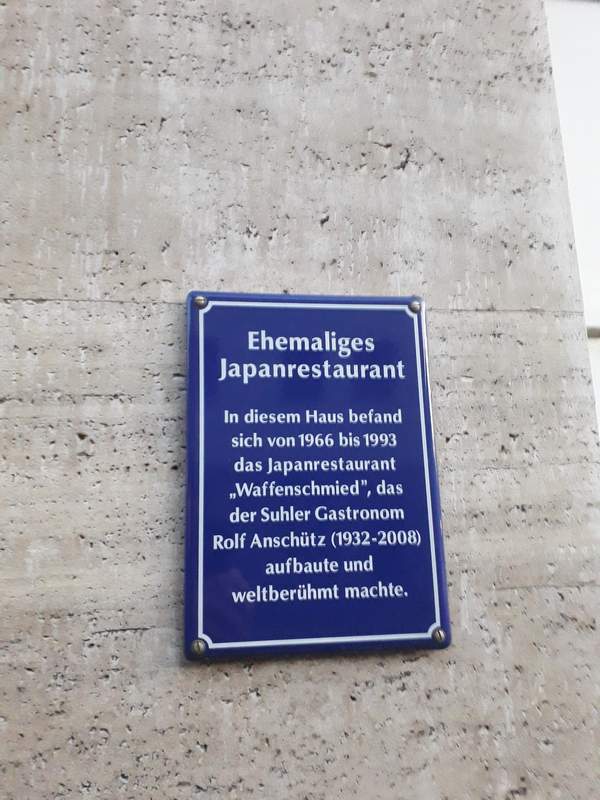 Ehemaliges
Japanrestaurant
In diesem Haus befand
sich von 1966 bis 1993
das Japanrestaurant
„Waffenschmied”, das
der Suhler Gastronom
Rolf Anschütz (1932-2008)
aufbaute und
weltberühmt machte.